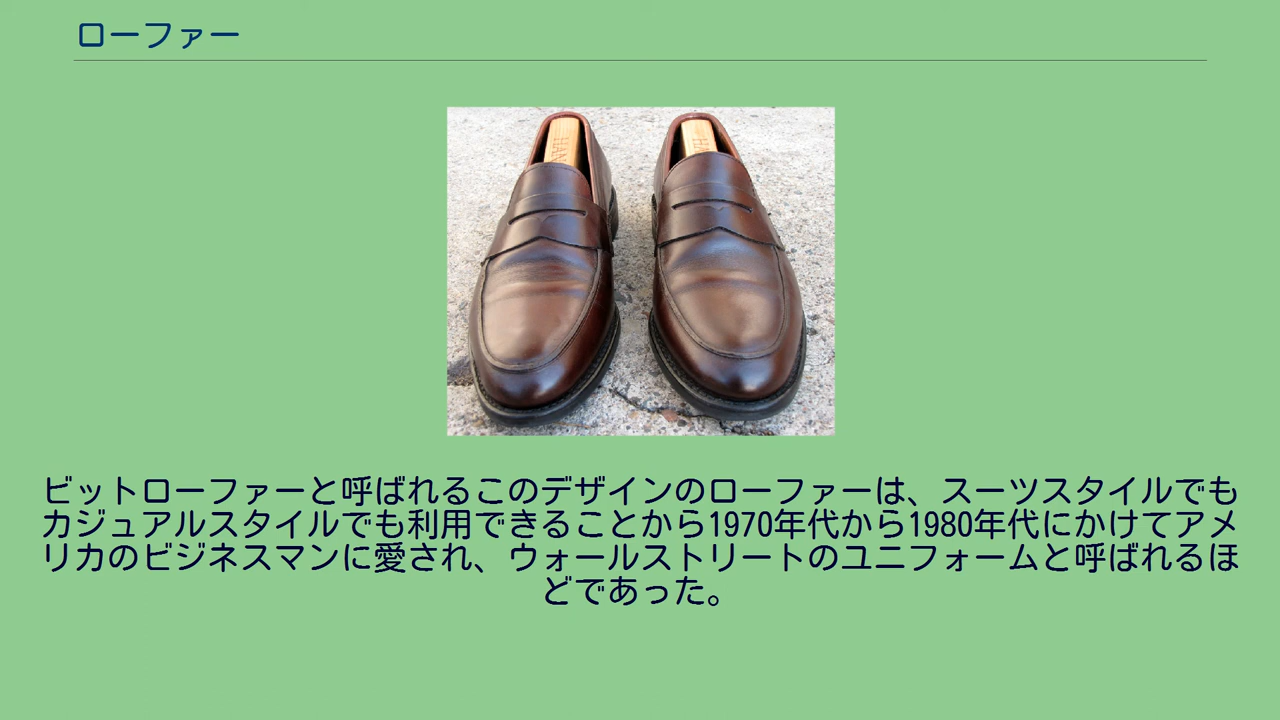 ローファー
HAN
HA
ビットローファーと呼ばれるこのデザインのローファーは、スーツスタイルでも
カジュアルスタイルでも利用できることから1970年代から1980年代にかけてアメ
リカのビジネスマンに愛され、ウォールストリートのユニフォームと呼ばれるほ
どであった。